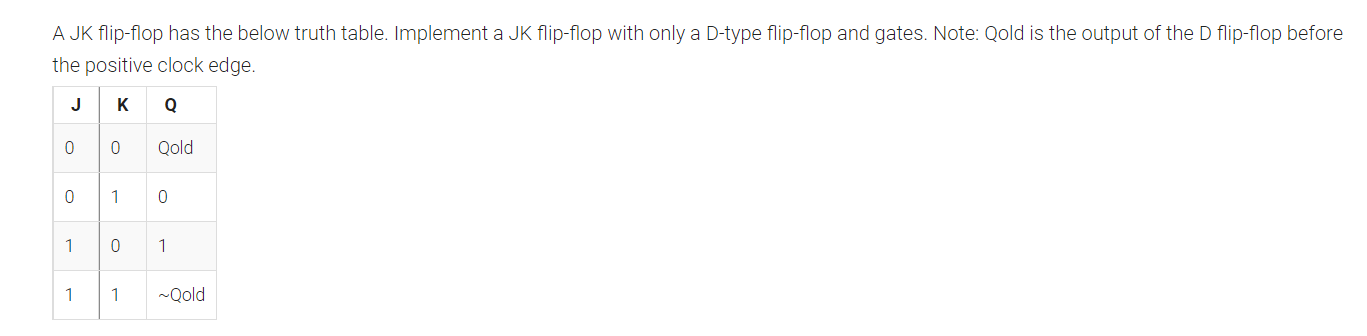 A JK flip-flop has the below truth table. Implement a JK flip-flop with only a D-type flip-flop and gates. Note: Qold is the output of the D flip-flop before
the positive clock edge.
J K Q
0 0 Qold
0 1 0
1 0 1
1 1 ~Qold